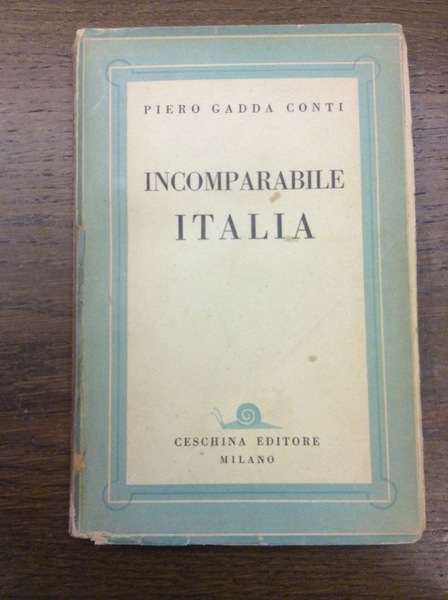 PIERO GADDA CONTI
INCOMPARABILE
ITALIA
CESCHINA EDITORE
MILANO